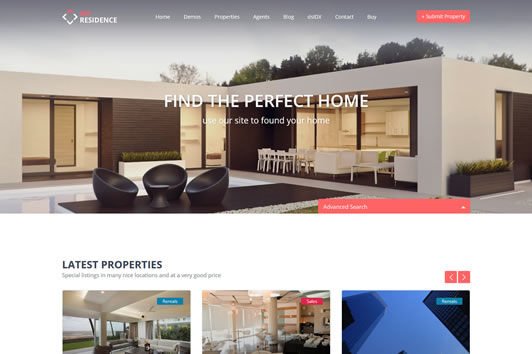 RESIDENCE
Home Demos Properties Agents Blog dsIDX Contact Buy
+ Submit Property
FIND THE PERFECT HOME
use our site to found your home
Advanced Search
LATEST PROPERTIES
Special listings in many nice locations and at a very good price
Rentals
Sales
Rentals